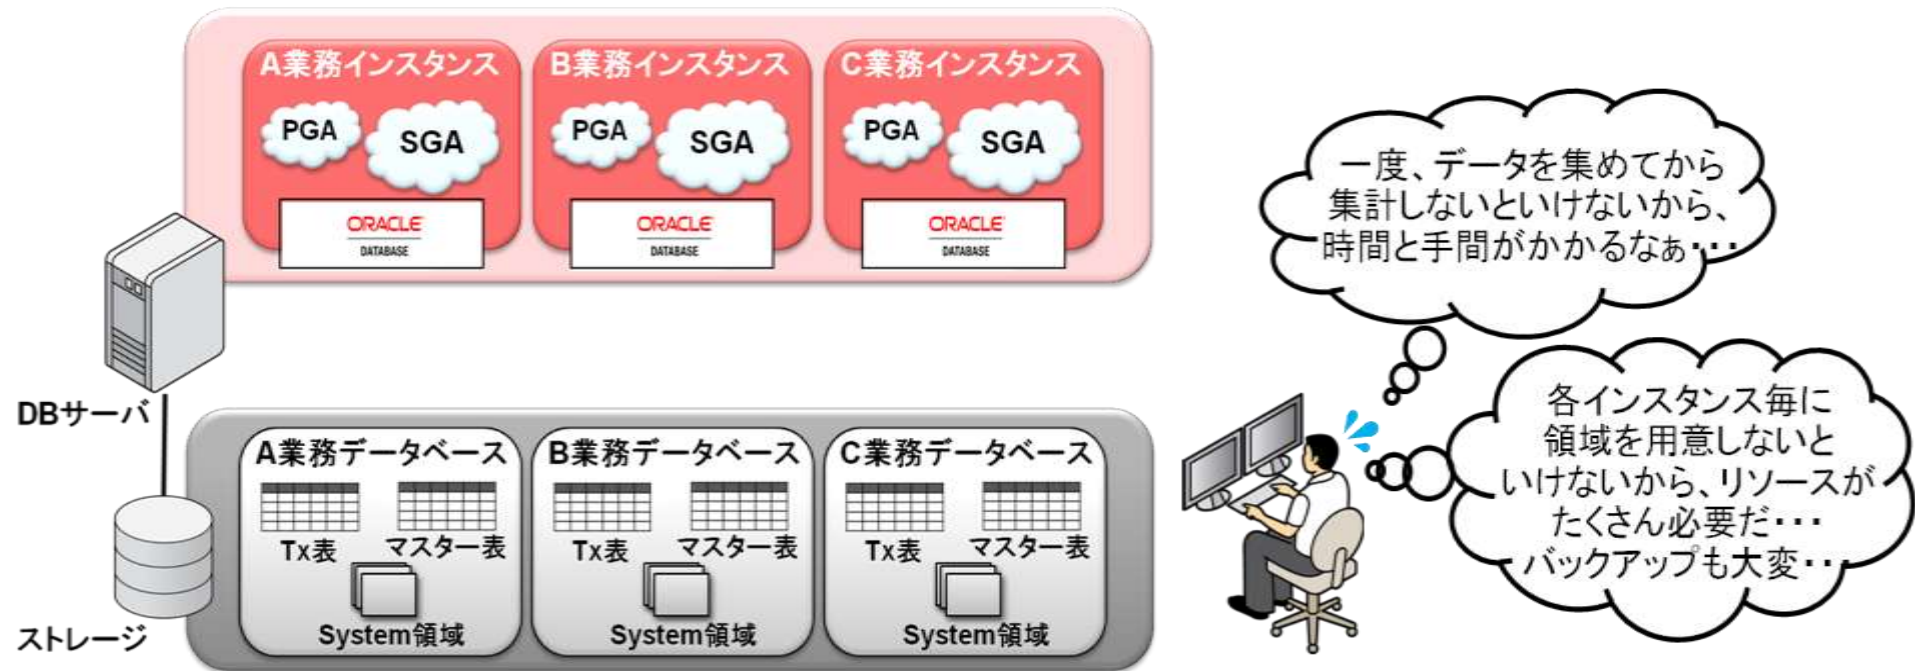 A業務インスタンス
PGA
SGA
ORACLE
DATABASE
B業務インスタンス
PGA
SGA
ORACLE
DATABASE
C業務インスタンス
PGA
SGA
ORACLE
DATABASE
DBサーバ
A業務データベース
Tx表
マスター表
System領域
B業務データベース
Tx表
マスター表
System領域
C業務データベース
Tx表
マスター表
System領域
ストレージ
一度、データを集めてから
集計しないといけないから、
時間と手間がかかるなぁ・・・
各インスタンス毎に
領域を用意しないと
いけないから、リソースが
たくさん必要だ・・・
バックアップも大変・・・